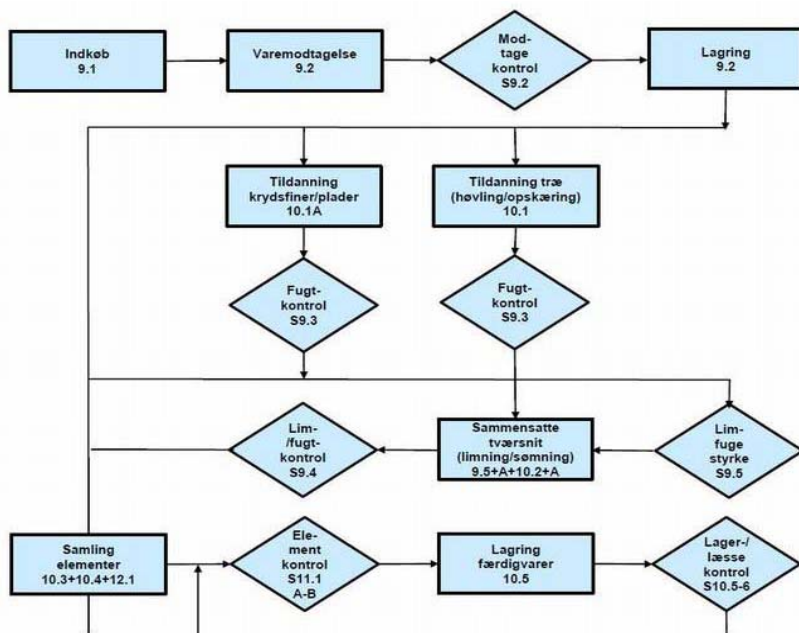 Indkøb
9.1
Varemodtagelse
9.2
Mod-
tage
kontrol
S9.2
Lagring
9.2
Tildanning
krydsfiner/plader
10.1A
Tildanning træ
(høvling/opskæring)
10.1
Fugt-
kontrol
S9.3
Fugt-
kontrol
S9.3
Lim-
/fugt-
kontrol
S9.4
Sammensatte
tværsnit
(limning/sømning)
9.5+A+10.2+A
Lim-
fuge
styrke
S9.5
Samling
elementer
10.3+10.4+12.1
Ele-
ment
kontrol
S11.1
A-B
Lagring
færdigvarer
10.5
Lager-/
læsse
kontrol
S10.5-6